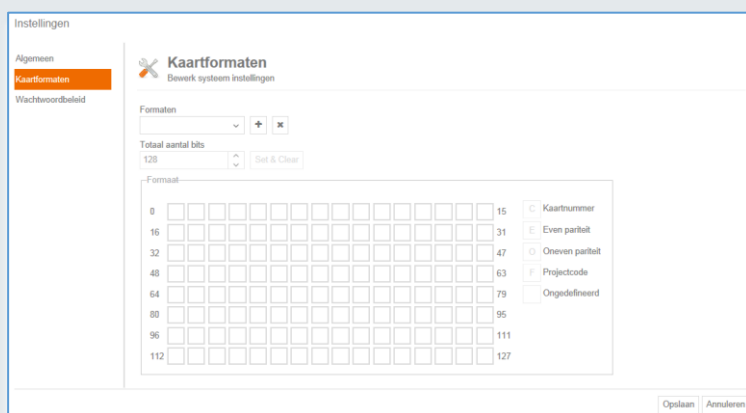 Instellingen
Algemeen
Kaartformaten
Wachtwoordbeleid
Kaartformaten
Bewerk systeem instellingen
Formaten
Totaal aantal bits
128
Set & Clear
Formaat
0 15
16 31
32 47
48 63
64 79
80 95
96 111
112 127
C Kaartnummer
E Even pariteit
O Oneven pariteit
F Projectcode
Ongedefineerd
Opslaan Annuleren